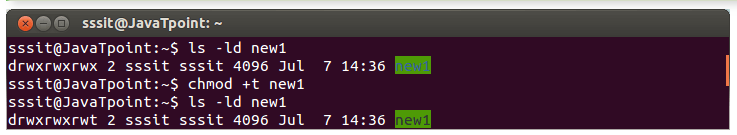 sssit@JavaTpoint: ~
sssit@JavaTpoint:~$ ls -ld new1
drwxrwxrwx 2 sssit sssit 4096 Jul  7 14:36 new1
sssit@JavaTpoint:~$ chmod +t new1
sssit@JavaTpoint:~$ ls -ld new1
drwxrwxrwt 2 sssit sssit 4096 Jul  7 14:36 new1